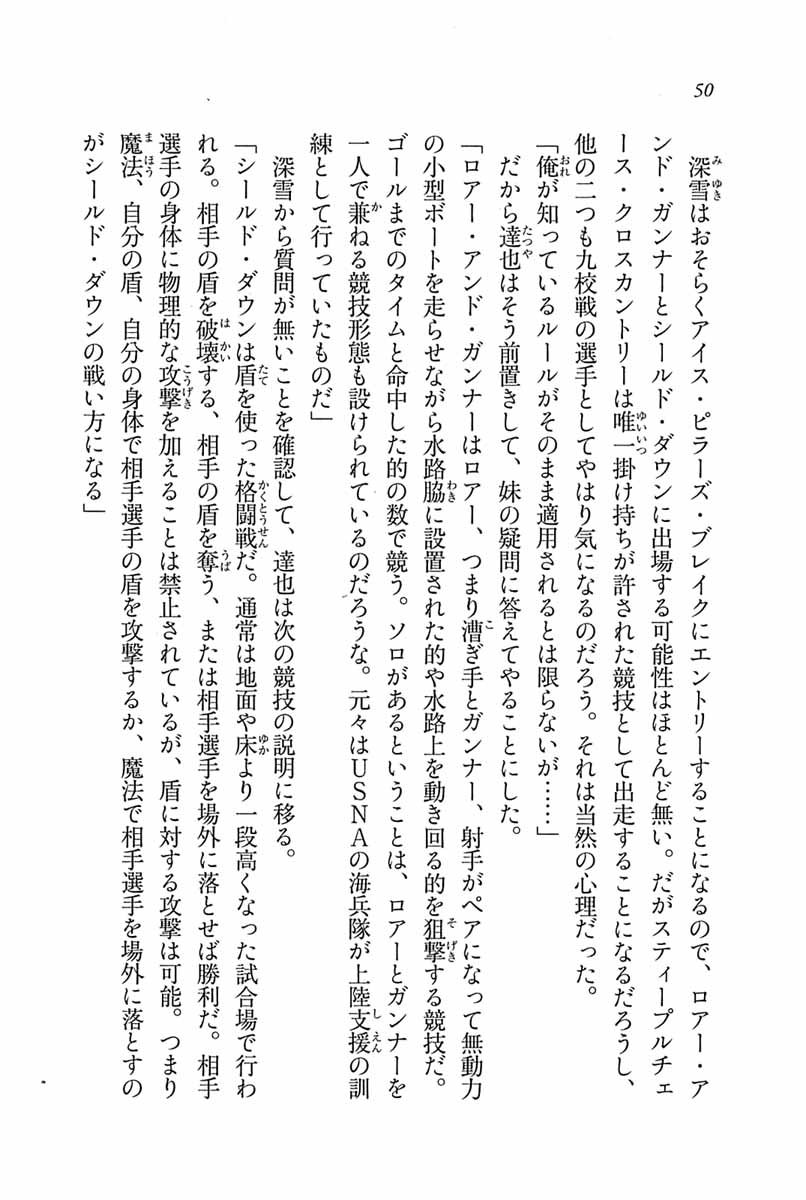 50
深雪はおそらくアイス・ピラーズ・ブレイクにエントリーすることになるので、ロアー・ア
ンド・ガンナーとシールド・ダウンに出場する可能性はほとんど無い。だがスティープルチェ
ース・クロスカントリーは唯一掛け持ちが許された競技として出走することになるだろうし、
他の二つも九校戦の選手としてやはり気になるのだろう。それは当然の心理だった。
「俺が知っているルールがそのまま適用されるとは限らないが……」
だから達也はそう前置きして、妹の疑問に答えてやることにした。
「ロアー・アンド・ガンナーはロアー、つまり漕ぎ手とガンナー、射手がペアになって無動力
の小型ボートを走らせながら水路脇に設置された的や水路上を動き回る的を狙撃する競技だ。
ゴールまでのタイムと命中した的の数で競う。ソロがあるということは、ロアーとガンナーを
一人で兼ねる競技形態も設けられているのだろうな。元々はＵＳＮＡの海兵隊が上陸支援の訓
練として行っていたものだ」
深雪から質問が無いことを確認して、達也は次の競技の説明に移る。
「シールド・ダウンは盾を使った格闘戦だ。通常は地面や床より一段高くなった試合場で行わ
れる。相手の盾を破壊する、相手の盾を奪う、または相手選手を場外に落とせば勝利だ。相手
選手の身体に物理的な攻撃を加えることは禁止されているが、盾に対する攻撃は可能。つまり
魔法、自分の盾、自分の身体で相手選手の盾を攻撃するか、魔法で相手選手を場外に落とすの
がシールド・ダウンの戦い方になる」